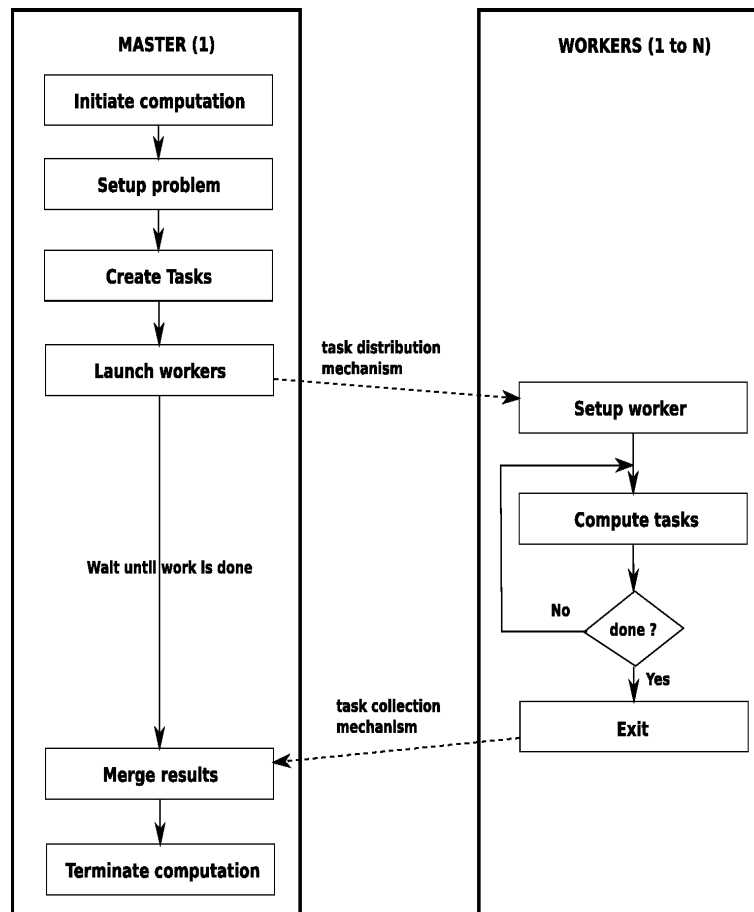 MASTER (1)
Initiate computation
Setup problem
Create Tasks
Launch workers
Wait until work is done
Merge results
Terminate computation
task distribution
mechanism
task collection
mechanism
WORKERS (1 to N)
Setup worker
Compute tasks
done ?
No
Yes
Exit